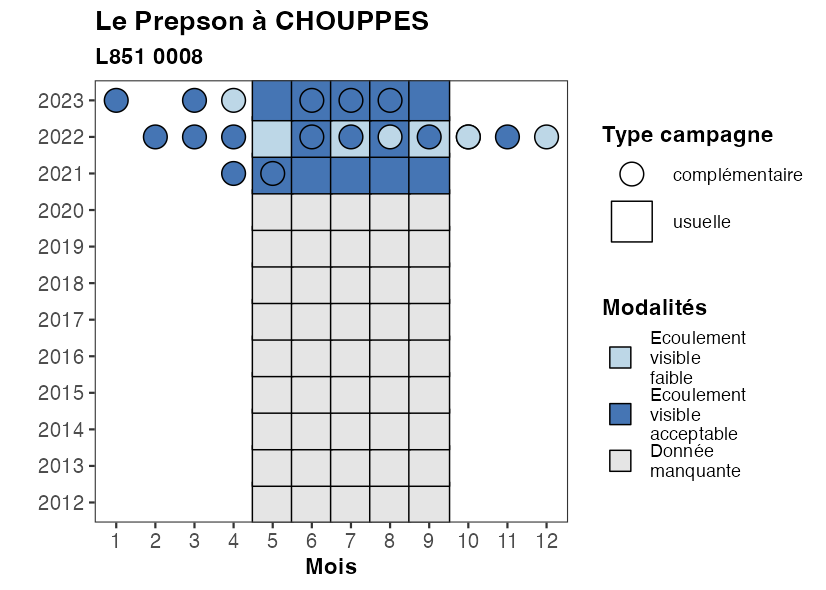 Le Prepson à CHOUPPES
L851 0008
2023
2022
2021
2020
2019
2018
2017
2016
2015
2014
2013
2012
1 2 3 4 5 6 7 8 9 10 11 12
Mois
Type campagne
complémentaire
usuelle
Modalités
Ecoulement
visible
faible
Ecoulement
visible
acceptable
Donnée
manquante